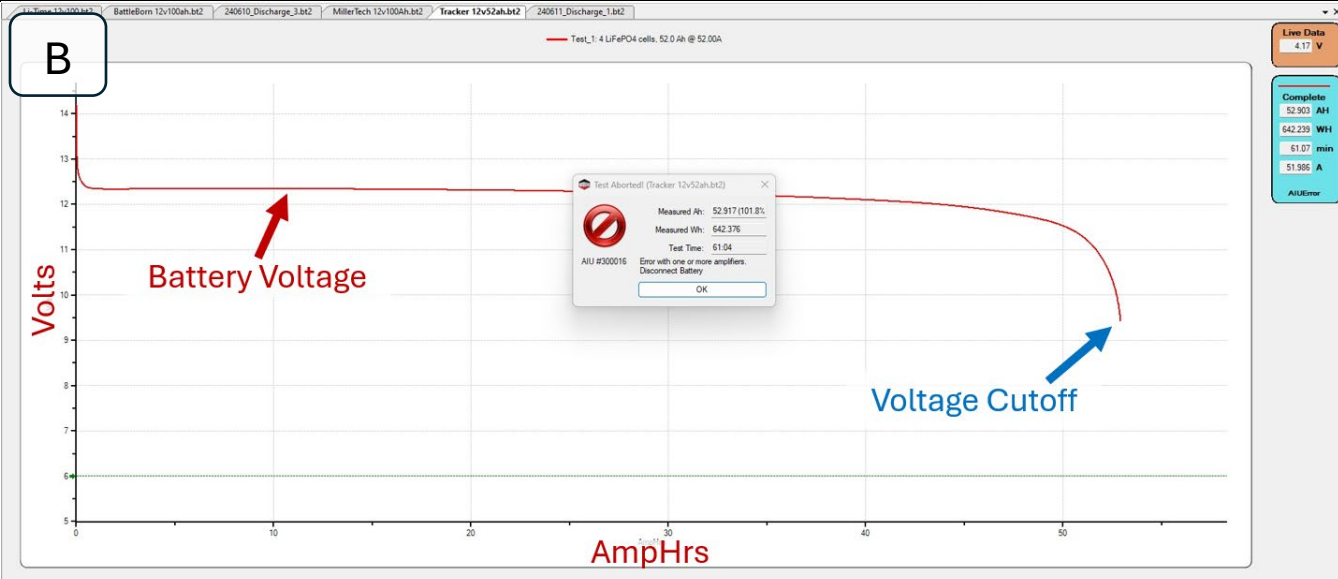 BattleBorn 12v100ah.bt2
240610_Discharge_3.bt2
MillerTech 12v100Ah.bt2
Tracker 12v52ah.bt2
240611_Discharge_1.bt2
B
Test_1: 4 LiFePO4 cells, 52.0 Ah @ 52.00A
Live Data
4.17 V
Complete
52.903 AH
642.239 WH
61.07 min
51.986 A
AIUError
Volts
14
13
12
11
10
9
8
7
6
5
Battery Voltage
Test Aborted! (Tracker 12v52ah.bt2)
Measured Ah: 52.917 (101.8%
Measured Wh: 642.376
Test Time: 61:04
AIU #300016
Error with one or more amplifiers.
Disconnect Battery
OK
Voltage Cutoff
0 10 20 30 40 50
AmpHrs